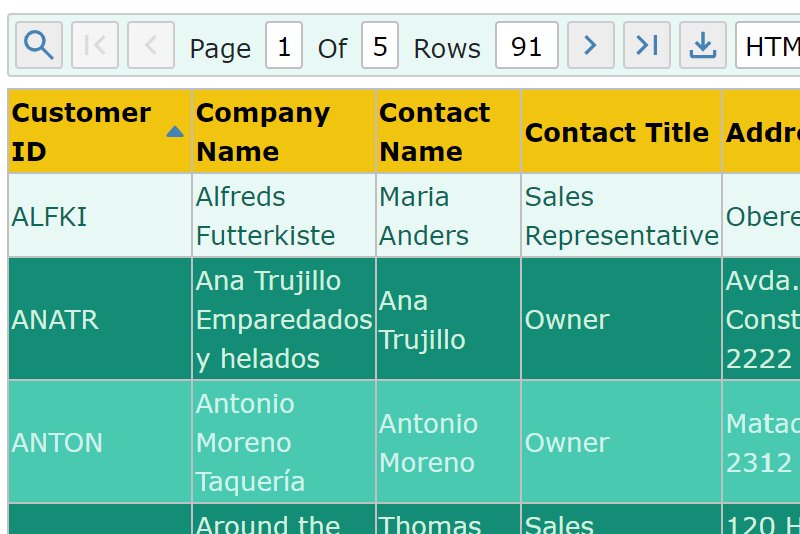 Page 1 Of 5 Rows 91 HTM
Customer ID Company Name Contact Name Contact Title Addre
ALFKI Alfreds Futterkiste Maria Anders Sales Representative Obere
ANATR Ana Trujillo Emparedados y helados Ana Trujillo Owner Avda. Const 2222
ANTON Antonio Moreno Taquería Antonio Moreno Owner Matad 2312
Around the Thomas Sales 120 H